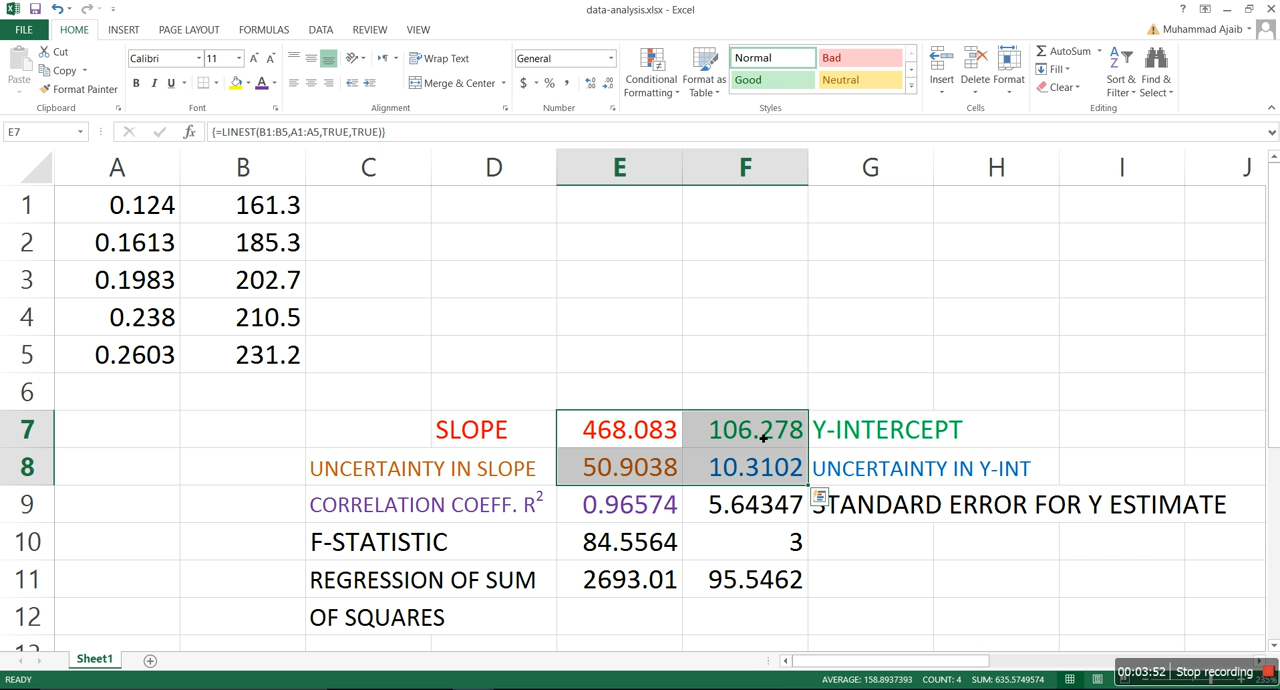 data-analysis.xlsx - Excel
FILE HOME INSERT PAGE LAYOUT FORMULAS DATA REVIEW VIEW Muhammad Ajaib
Paste
Cut
Copy
Format Painter
Clipboard
Calibri 11
B I U
Font
Wrap Text
Merge & Center
Alignment
General
$ % ,
Number
Conditional Formatting
Format as Table
Normal Bad
Good Neutral
Styles
Insert Delete Format
Cells
AutoSum
Fill
Clear
Sort & Filter
Find & Select
Editing
E7 fx {=LINEST(B1:B5,A1:A5,TRUE,TRUE)}
A B C D E F G H I J
1 0.124 161.3
2 0.1613 185.3
3 0.1983 202.7
4 0.238 210.5
5 0.2603 231.2
6
7 SLOPE 468.083 106.278 Y-INTERCEPT
8 UNCERTAINTY IN SLOPE 50.9038 10.3102 UNCERTAINTY IN Y-INT
9 CORRELATION COEFF. R² 0.96574 5.64347 STANDARD ERROR FOR Y ESTIMATE
10 F-STATISTIC 84.5564 3
11 REGRESSION OF SUM 2693.01 95.5462
12 OF SQUARES
Sheet1
READY AVERAGE: 158.8937393 COUNT: 4 SUM: 635.5749574
00:03:52 Stop recording